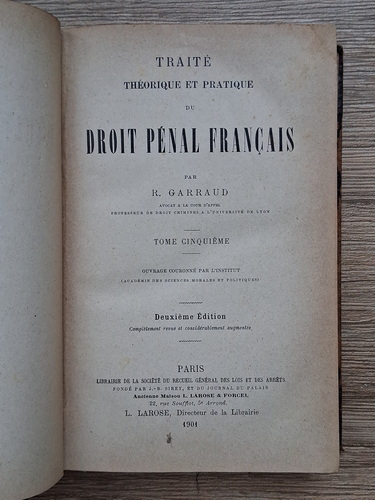 TRAITÉ
THÉORIQUE ET PRATIQUE
DU
DROIT PÉNAL FRANÇAIS
PAR
R. GARRAUD
AVOCAT A LA COUR D'APPEL
PROFESSEUR DE DROIT CRIMINEL A L'UNIVERSITÉ DE LYON
TOME CINQUIÈME
OUVRAGE COURONNÉ PAR L'INSTITUT
(ACADÉMIE DES SCIENCES MORALES ET POLITIQUES)
Deuxième Édition
Complètement revue et considérablement augmentée
PARIS
LIBRAIRIE DE LA SOCIÉTÉ DU RECUEIL GÉNÉRAL DES LOIS ET DES ARRÊTS
FONDÉ PAR J.-B. SIREY, ET DU JOURNAL DU PALAIS
Ancienne Maison L. LAROSE & FORCEL
22, rue Soufflot, 5e Arrond.
L. LAROSE, Directeur de la Librairie
1901